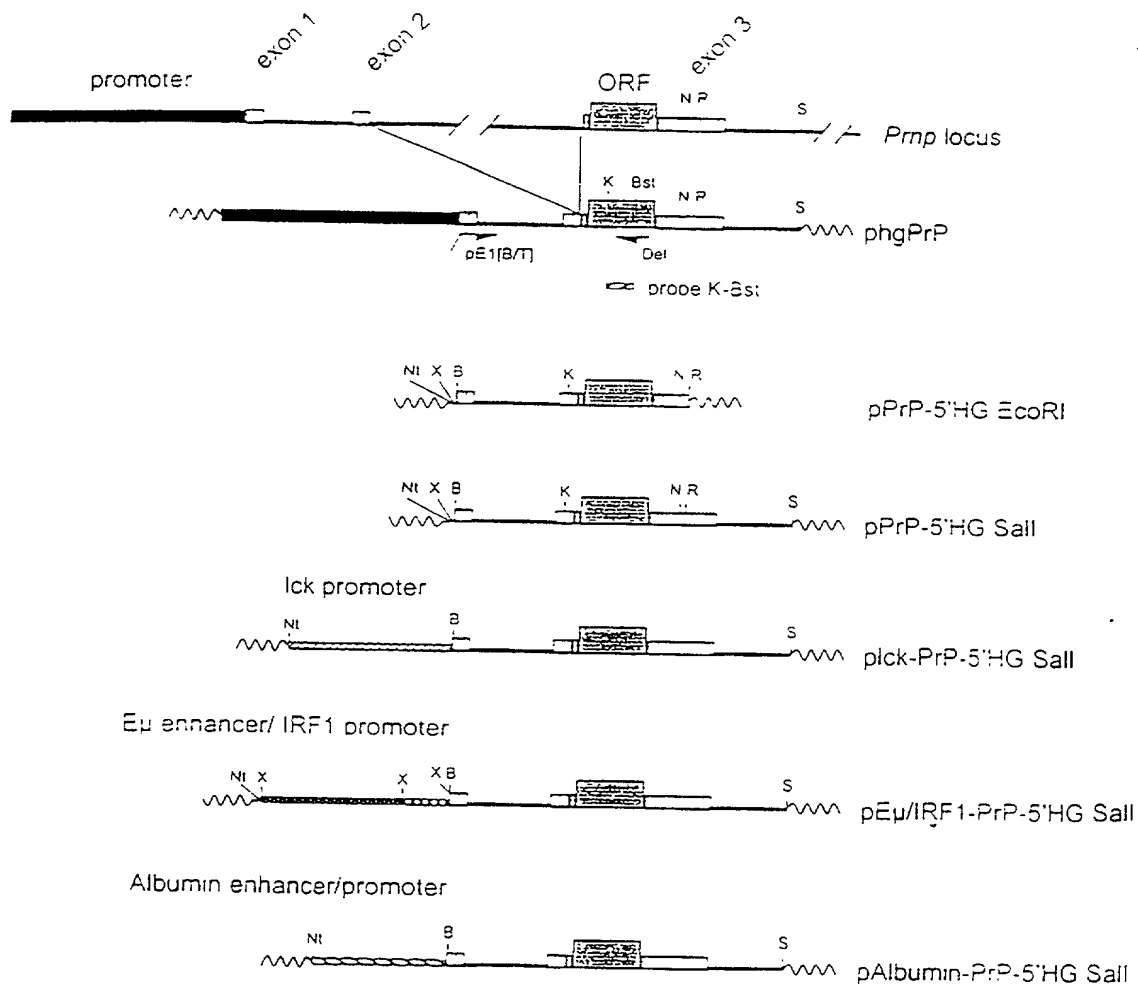 exon 1
exon 2
exon 3
promoter
ORF
N R
S
Prnp locus
K Bst
N R
S
phgPrP
pE1[B/T]
Del
probe K-Bst
Nt X B
K
N R
pPrP-5'HG EcoRI
Nt X B
K
N R
S
pPrP-5'HG SalI
lck promoter
Nt
B
S
plck-PrP-5'HG SalI
Eµ enhancer/ IRF1 promoter
Nt X
X
X B
S
pEµ/IRF1-PrP-5'HG SalI
Albumin enhancer/promoter
Nt
B
S
pAlbumin-PrP-5'HG SalI